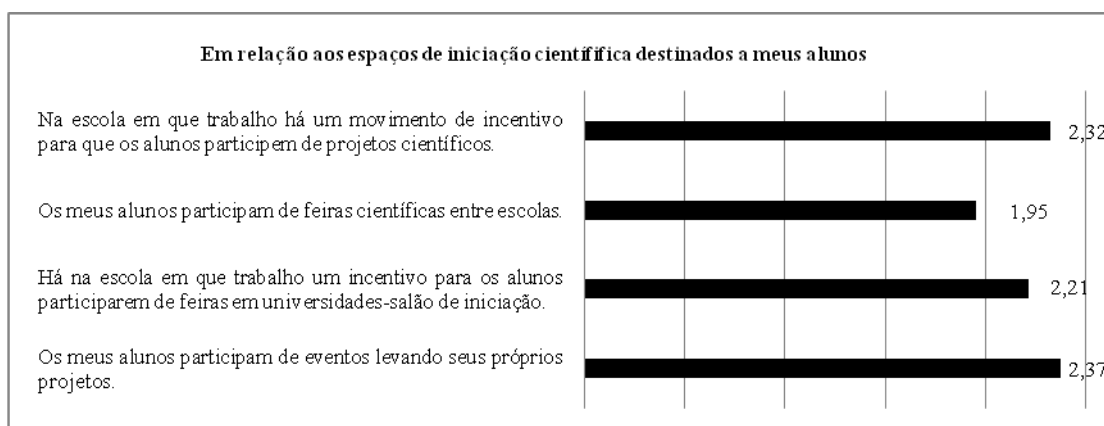 Em relação aos espaços de iniciação científifica destinados a meus alunos
Na escola em que trabalho há um movimento de incentivo
para que os alunos participem de projetos científicos.
2,32
Os meus alunos participam de feiras científicas entre escolas.
1,95
Há na escola em que trabalho um incentivo para os alunos
participarem de feiras em universidades-salão de iniciação.
2,21
Os meus alunos participam de eventos levando seus próprios
projetos.
2,37